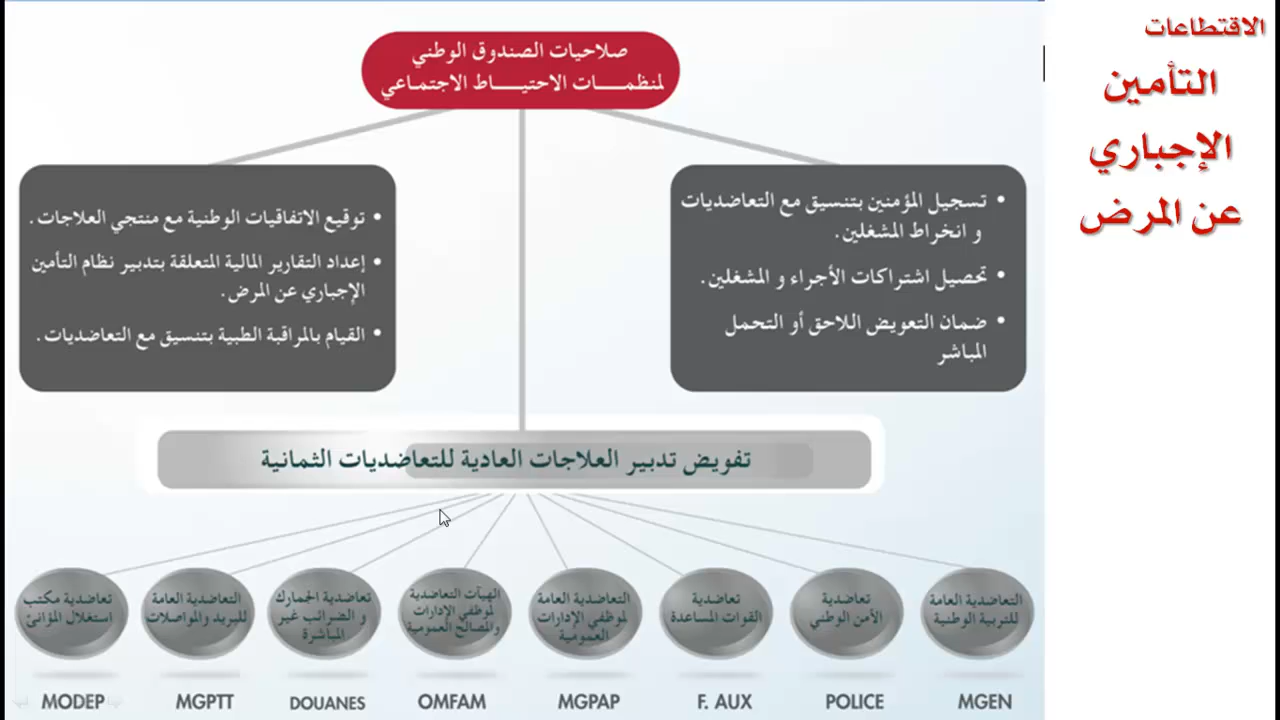 الاقتطاعات
التأمين
الإجباري
عن المرض
صلاحيات الصندوق الوطني
لمنظمـــات الاحتيـــاط الاجتماعي
• تسجيل المؤمنين بتنسيق مع التعاضديات
و انخراط المشغلين.
• تحصيل اشتراكات الأجراء و المشغلين.
• ضمان التعويض اللاحق أو التحمل
المباشر
• توقيع الاتفاقيات الوطنية مع منتجي العلاجات.
• إعداد التقارير المالية المتعلقة بتدبير نظام التأمين
الإجباري عن المرض.
• القيام بالمراقبة الطبية بتنسيق مع التعاضديات.
تفويض تدبير العلاجات العادية للتعاضديات الثمانية
التعاضدية العامة
للتربية الوطنية
MGEN
تعاضدية
الأمن الوطني
POLICE
تعاضدية
القوات المساعدة
F. AUX
التعاضدية العامة
لموظفي الإدارات
العمومية
MGPAP
الهيآت التعاضدية
لموظفي الإدارات
والمصالح العمومية
OMFAM
تعاضدية الجمارك
و الضرائب غير
المباشرة
DOUANES
التعاضدية العامة
للبريد والمواصلات
MGPTT
تعاضدية مكتب
استغلال المؤانئ
MODEP